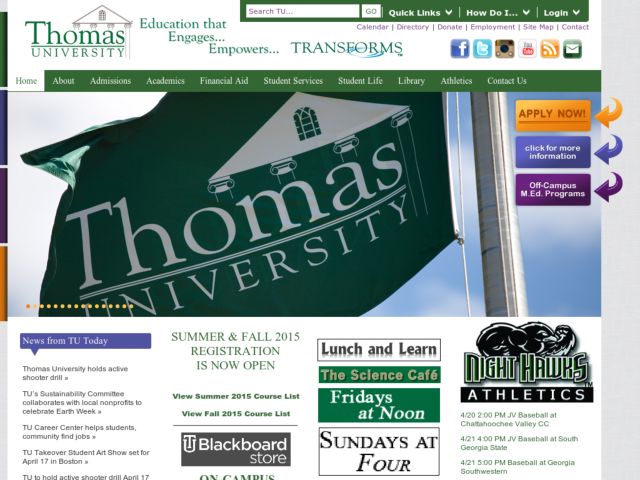 Thomas
UNIVERSITY
Education that
Engages...
Empowers...
TRANSFORMS
Search TU...
GO
Quick Links
How Do I...
Login
Calendar | Directory | Donate | Employment | Site Map | Contact
Home
About
Admissions
Academics
Financial Aid
Student Services
Student Life
Library
Athletics
Contact Us
Thomas
UNIVERSITY
APPLY NOW!
click for more
information
Off-Campus
M.Ed. Programs
News from TU Today
Thomas University holds active
shooter drill »
TU's Sustainability Committee
collaborates with local nonprofits to
celebrate Earth Week »
TU Career Center helps students,
community find jobs »
TU Takeover Student Art Show set for
April 17 in Boston »
TU to hold active shooter drill April 17
SUMMER & FALL 2015
REGISTRATION
IS NOW OPEN
View Summer 2015 Course List
View Fall 2015 Course List
Blackboard
store
ON-CAMPUS
Lunch and Learn
The Science Café
Fridays
at Noon
SUNDAYS AT
FOUR
NIGHT HAWKS
ATHLETICS
4/20 2:00 PM JV Baseball at
Chattahoochee Valley CC
4/21 4:00 PM JV Baseball at South
Georgia State
4/21 5:00 PM Baseball at Georgia
Southwestern